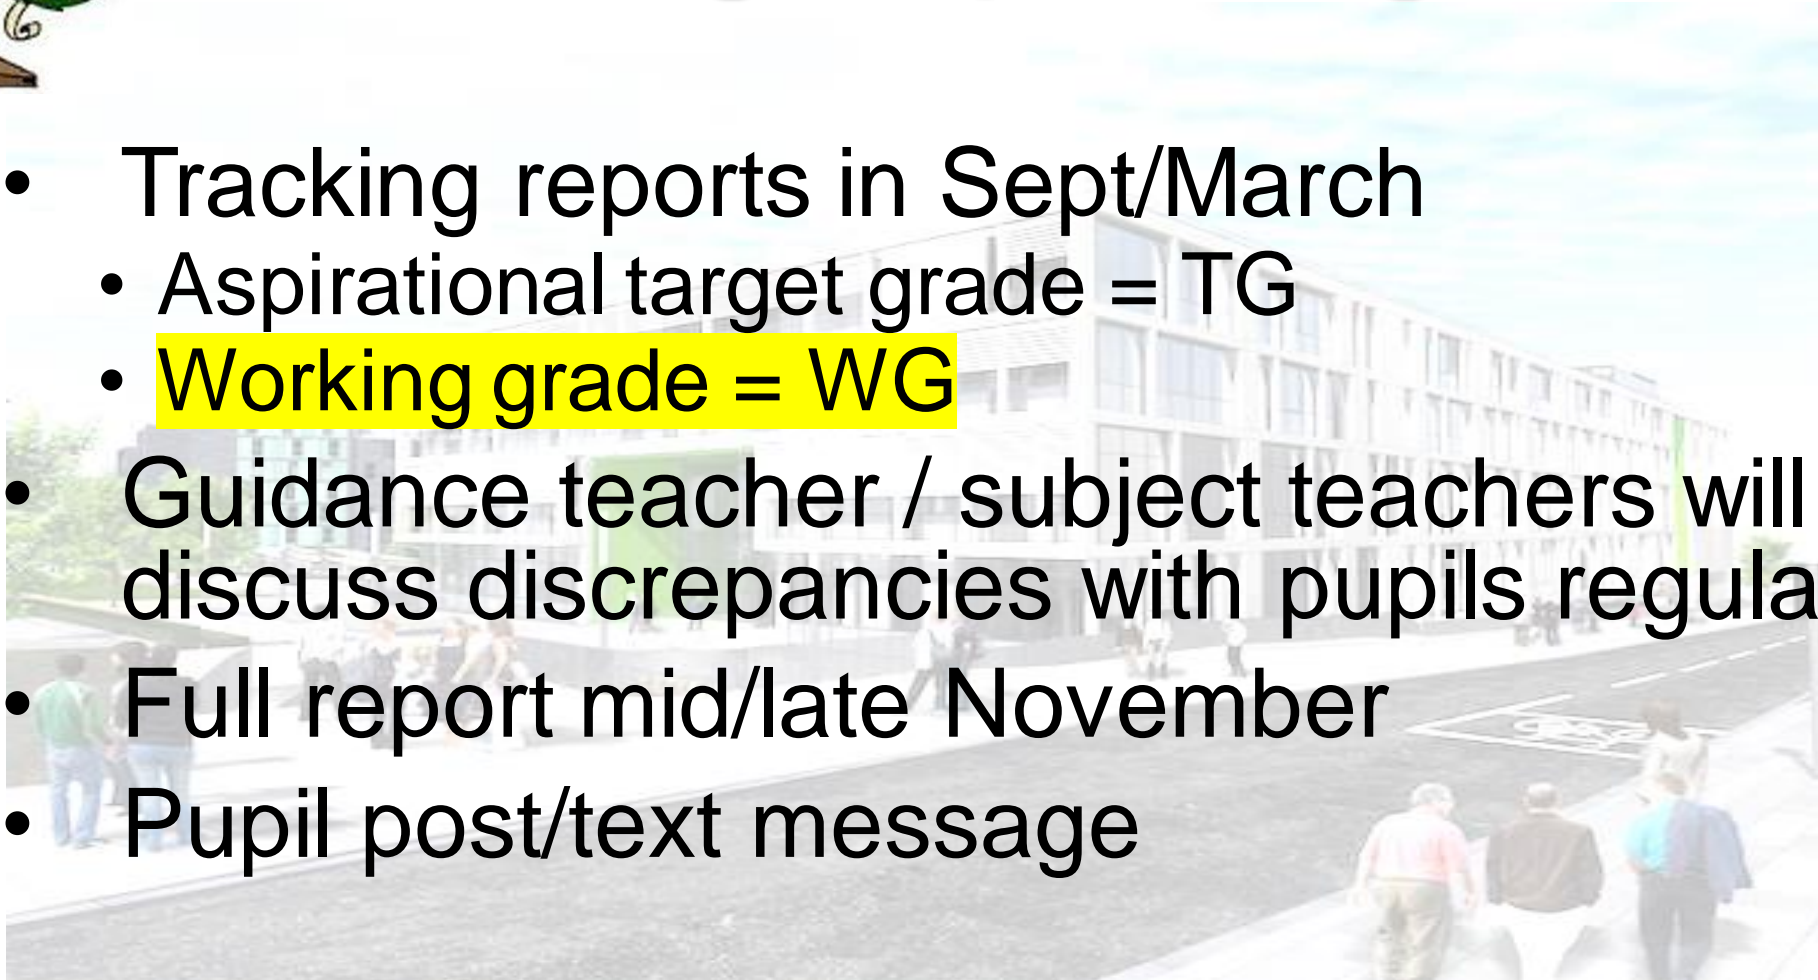 • Tracking reports in Sept/March
• Aspirational target grade = TG
• Working grade = WG
• Guidance teacher / subject teachers will
discuss discrepancies with pupils
• Full report mid/late November
• Pupil post/text message